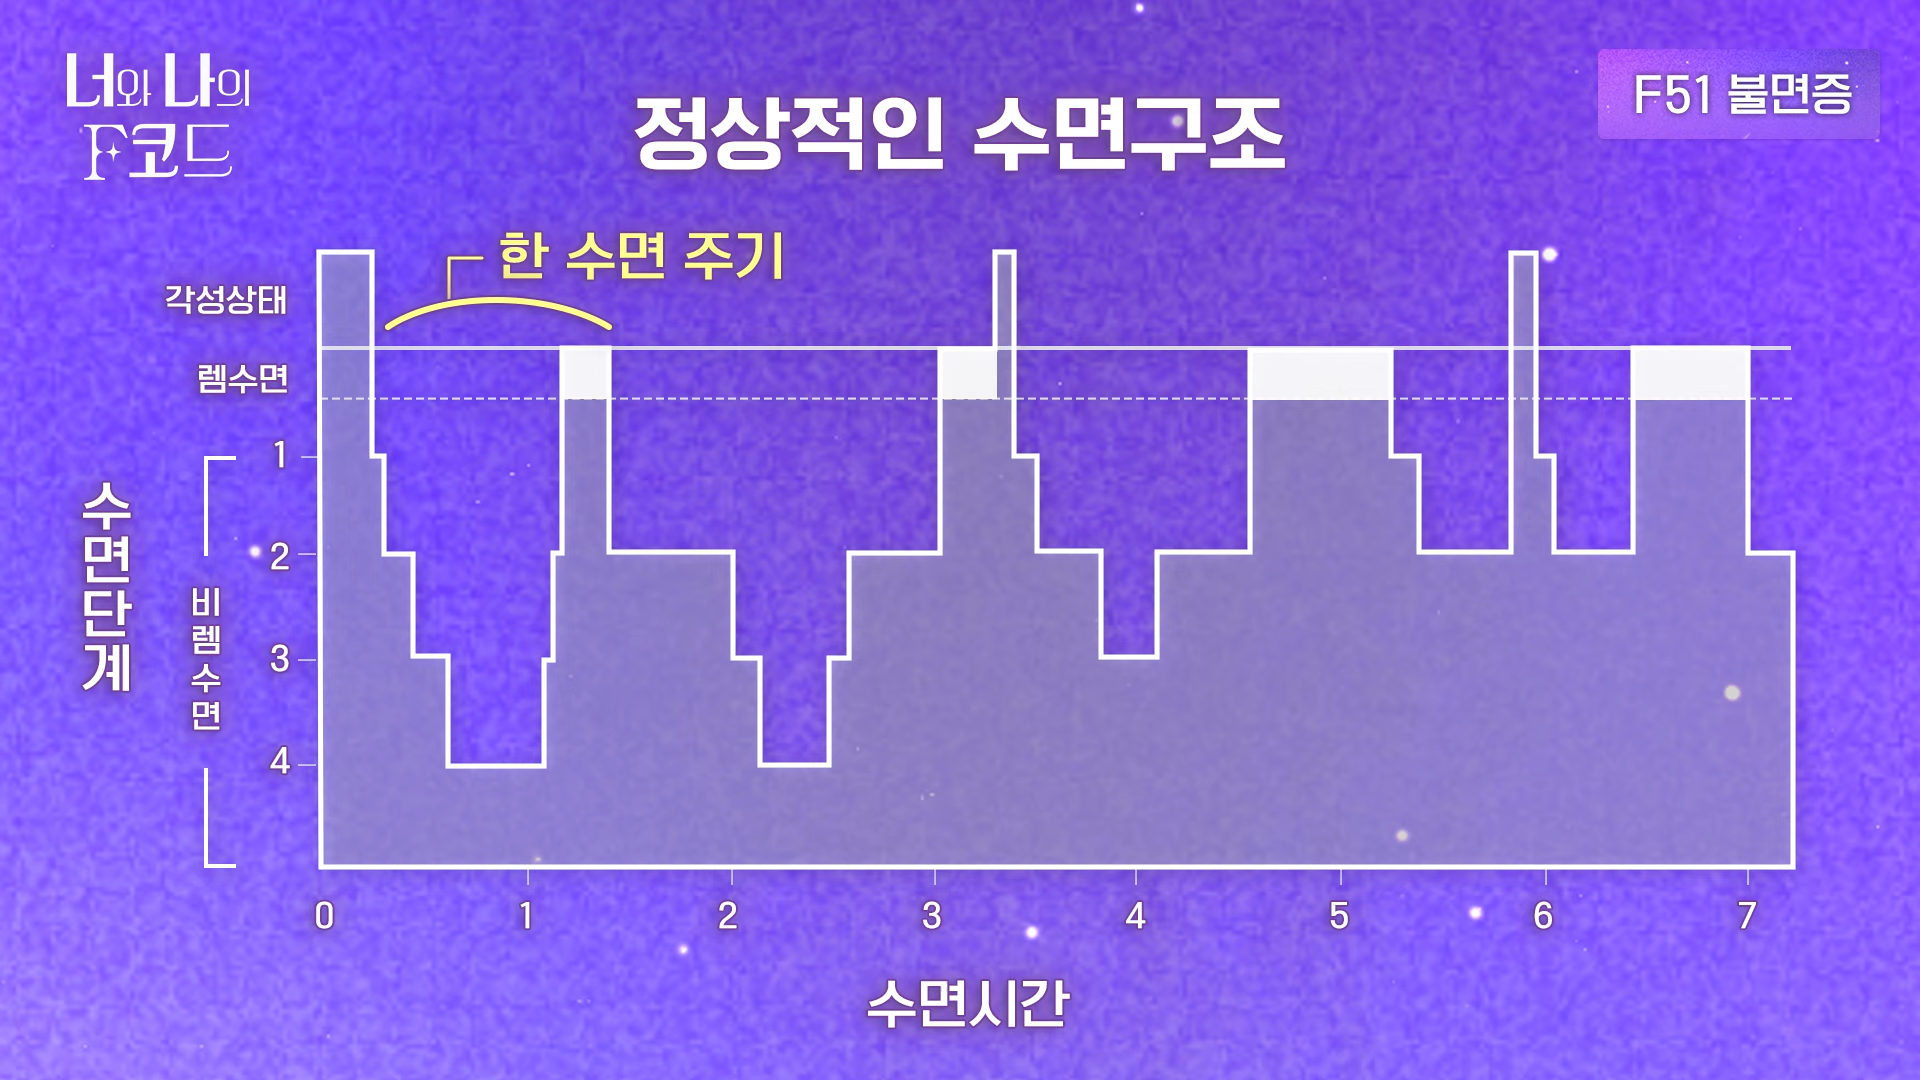 너와 나의
F코드
정상적인 수면구조
F51 불면증
한 수면 주기
각성상태
렘수면
수면단계
비렘수면
1
2
3
4
0 1 2 3 4 5 6 7
수면시간